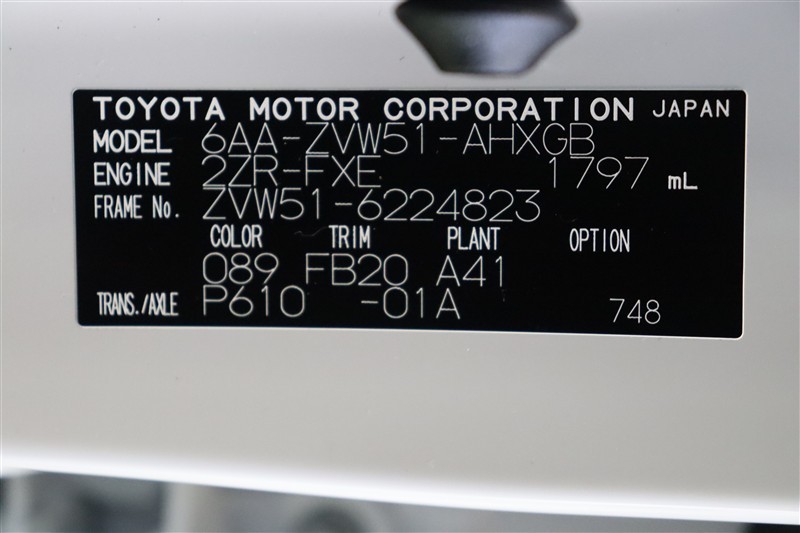 TOYOTA MOTOR CORPORATION JAPAN
MODEL 6AA-ZVW51-AHXGB
ENGINE 2ZR-FXE 1797 mL
FRAME No. ZVW51-6224823
COLOR TRIM PLANT OPTION
089 FB20 A41
TRANS./AXLE P610 -01A 748